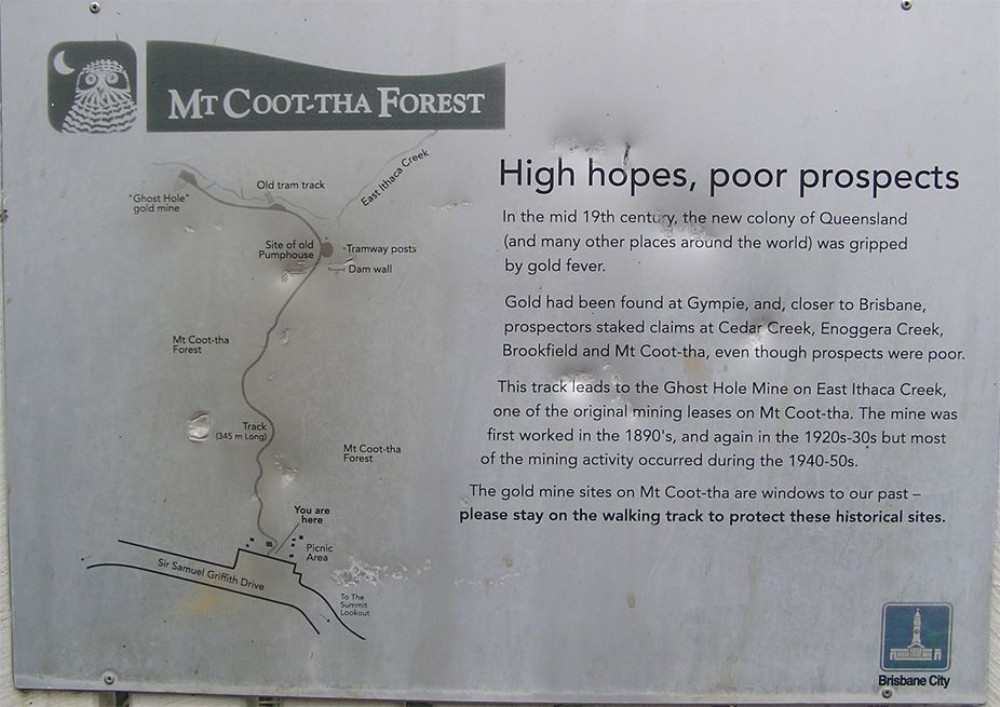 MT COOT-THA FOREST
East Ithaca Creek
Old tram track
"Ghost Hole"
gold mine
Site of old
Pumphouse
Tramway posts
Dam wall
Mt Coot-tha
Forest
Track
(345 m Long)
Mt Coot-tha
Forest
You are
here
Picnic
Area
Sir Samuel Griffith Drive
To The
Summit
Lookout
High hopes, poor prospects
In the mid 19th century, the new colony of Queensland
(and many other places around the world) was gripped
by gold fever.
Gold had been found at Gympie, and, closer to Brisbane,
prospectors staked claims at Cedar Creek, Enoggera Creek,
Brookfield and Mt Coot-tha, even though prospects were poor.
This track leads to the Ghost Hole Mine on East Ithaca Creek,
one of the original mining leases on Mt Coot-tha. The mine was
first worked in the 1890's, and again in the 1920s-30s but most
of the mining activity occurred during the 1940-50s.
The gold mine sites on Mt Coot-tha are windows to our past –
please stay on the walking track to protect these historical sites.
Brisbane City